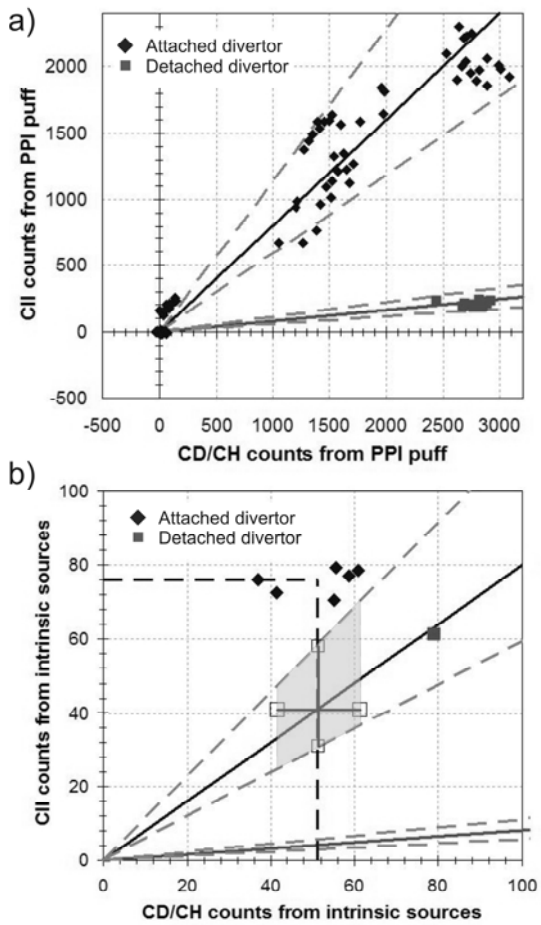 a)
Attached divertor
Detached divertor
CII counts from PPI puff
2000
1500
1000
500
0
-500
-500 0 500 1000 1500 2000 2500 3000
CD/CH counts from PPI puff
b)
Attached divertor
Detached divertor
CII counts from intrinsic sources
100
80
60
40
20
0
0 20 40 60 80 100
CD/CH counts from intrinsic sources